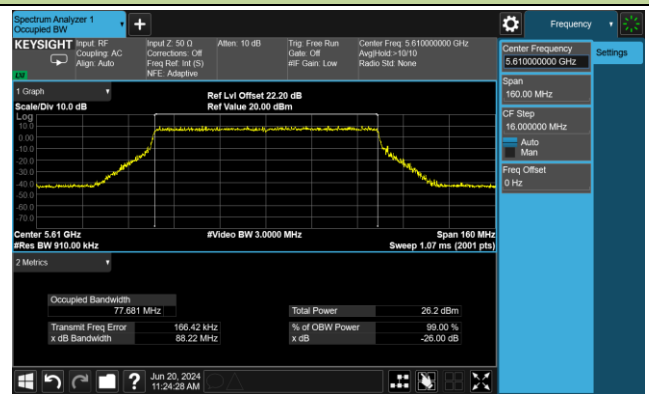 Spectrum Analyzer 1
Occupied BW
Frequency
KEYSIGHT
Input: RF
Coupling: AC
Align: Auto
Input Z: 50 Ω
Corrections: Off
Freq Ref: Int (S)
NFE: Adaptive
Atten: 10 dB
Trig: Free Run
Gate: Off
#IF Gain: Low
Center Freq: 5.610000000 GHz
Avg|Hold:>10/10
Radio Std: None
Center Frequency
5.610000000 GHz
Settings
Span
160.00 MHz
CF Step
16.000000 MHz
Auto
Man
Freq Offset
0 Hz
1 Graph
Scale/Div 10.0 dB
Ref Lvl Offset 22.20 dB
Ref Value 20.00 dBm
Log
10.0
0.00
-10.0
-20.0
-30.0
-40.0
-50.0
-60.0
-70.0
Center 5.61 GHz
#Video BW 3.0000 MHz
Span 160 MHz
#Res BW 910.00 kHz
Sweep 1.07 ms (2001 pts)
2 Metrics
Occupied Bandwidth
77.681 MHz
Total Power
26.2 dBm
Transmit Freq Error
166.42 kHz
% of OBW Power
99.00 %
x dB Bandwidth
88.22 MHz
x dB
-26.00 dB
?
Jun 20, 2024
11:24:28 AM